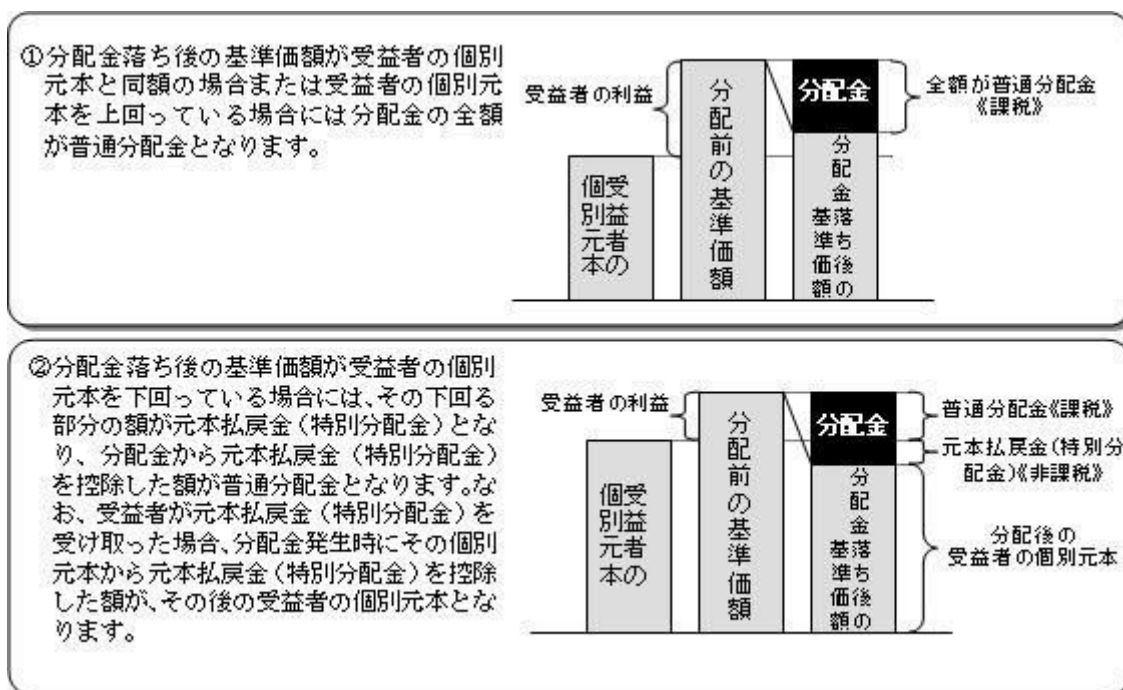 ①分配金落ち後の基準価額が受益者の個別
元本と同額の場合または受益者の個別元
本を上回っている場合には分配金の全額
が普通分配金となります。
受益者の利益
個別元本
受益者の
分配前の基準価額
分配金
基準価額
分配金落ち後の
全額が普通分配金
《課税》
②分配金落ち後の基準価額が受益者の個別
元本を下回っている場合には、その下回る
部分の額が元本払戻金(特別分配金)とな
り、分配金から元本払戻金(特別分配金)
を控除した額が普通分配金となります。な
お、受益者が元本払戻金(特別分配金)を
受け取った場合、分配金発生時にその個別
元本から元本払戻金(特別分配金)を控除
した額が、その後の受益者の個別元本とな
ります。
受益者の利益
個別元本
受益者の
分配前の基準価額
分配金
基準価額
分配金落ち後の
普通分配金《課税》
元本払戻金(特別分
配金)《非課税》
分配後の
受益者の個別元本